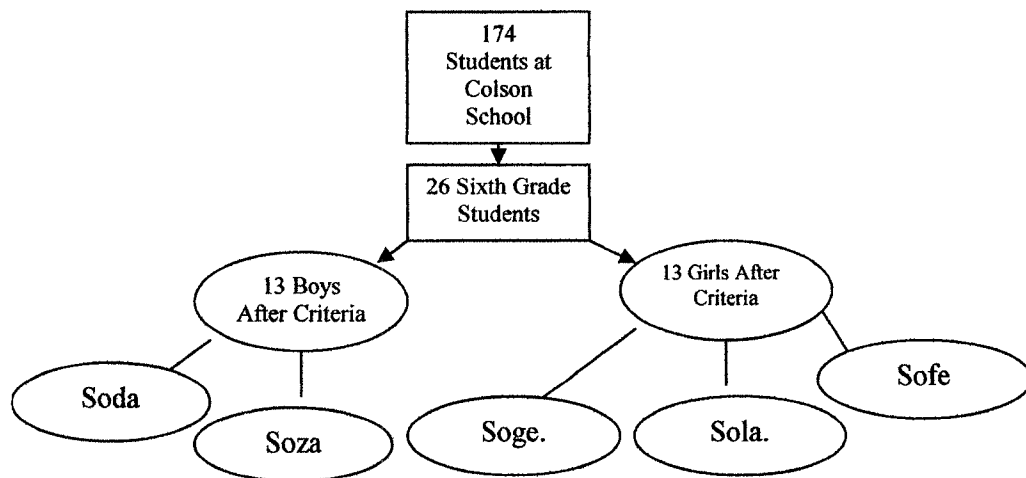 174
Students at
Colson
School
26 Sixth Grade
Students
13 Boys
After Criteria
13 Girls After
Criteria
Soda
Soza
Soge.
Sola.
Sofe